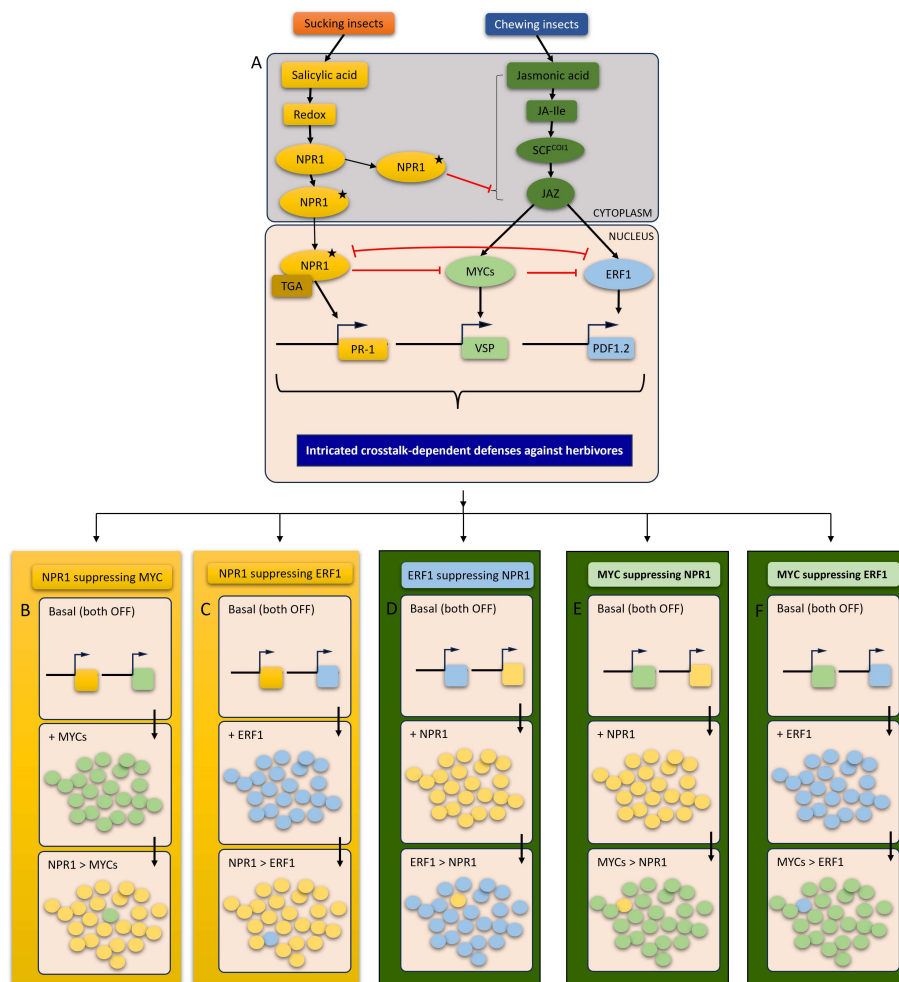 Sucking insects
Chewing insects
A
Salicylic acid
Jasmonic acid
Redox
JA-Ile
NPR1
NPR1
SCF^COI1
NPR1
JAZ
CYTOPLASM
NUCLEUS
NPR1
TGA
MYCs
ERF1
PR-1
VSP
PDF1.2
Intricated crosstalk-dependent defenses against herbivores
NPR1 suppressing MYC
B
Basal (both OFF)
+ MYCs
NPR1 > MYCs
NPR1 suppressing ERF1
C
Basal (both OFF)
+ ERF1
NPR1 > ERF1
ERF1 suppressing NPR1
D
Basal (both OFF)
+ NPR1
ERF1 > NPR1
MYC suppressing NPR1
E
Basal (both OFF)
+ NPR1
MYCs > NPR1
MYC suppressing ERF1
F
Basal (both OFF)
+ ERF1
MYCs > ERF1